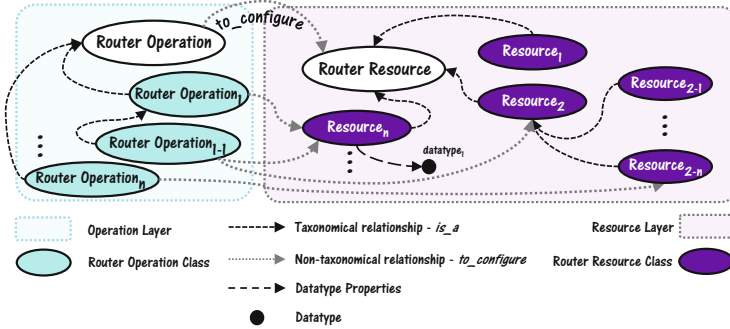 to_configure
Router Operation
Router Resource
Resource1
Router Operation1
Resource2
Resource2-1
Resourcen
Router Operation1-1
datatype1
Resource2-n
Router Operationn
Operation Layer
Taxonomical relationship - is_a
Resource Layer
Router Operation Class
Non-taxonomical relationship - to_configure
Router Resource Class
Datatype Properties
Datatype